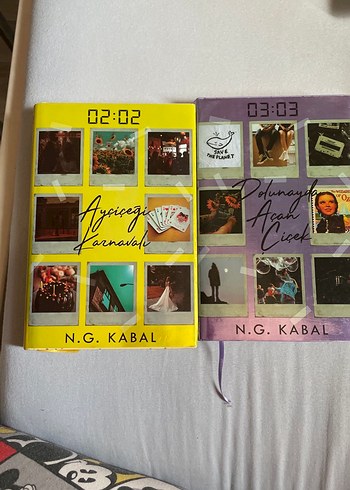 02:02
Ayçiçeği
Karnavalı
N.G. KABAL
03:03
SAVE
THE PLANET
Dolunayda
Açan
Çiçek
N.G. KABAL